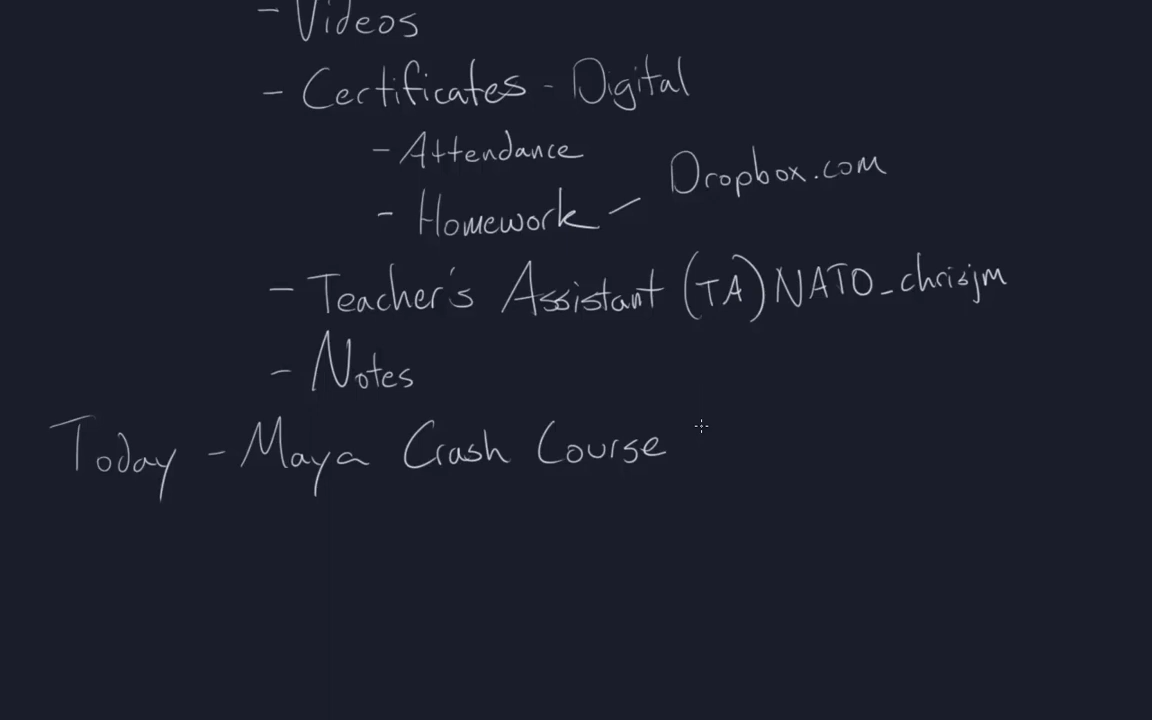 - Videos
- Certificates - Digital
- Attendance
- Homework - Dropbox.com
- Teacher's Assistant (TA) NATO_chrisjm
- Notes
Today - Maya Crash Course